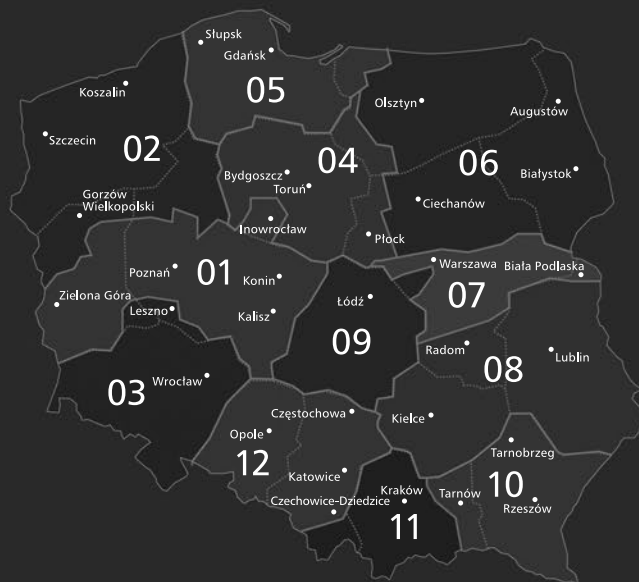 Słupsk
Gdańsk
05
Koszalin
Olsztyn
Augustów
Szczecin
02
04
06
Bydgoszcz
Toruń
Białystok
Gorzów
Wielkopolski
Ciechanów
Inowrocław
Płock
Poznań
01
Konin
Warszawa
Biała Podlaska
07
Zielona Góra
Leszno
Kalisz
Łódź
09
Radom
08
Lublin
03
Wrocław
Częstochowa
Kielce
Opole
12
Tarnobrzeg
Katowice
Czechowice-Dziedzice
Kraków
11
Tarnów
10
Rzeszów